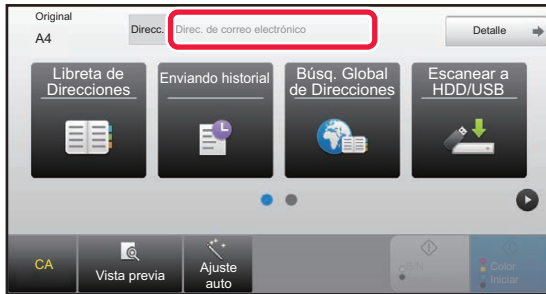 Original
A4
Direcc.
Direc. de correo electrónico
Detalle
Libreta de
Direcciones
Enviando historial
Búsq. Global
de Direcciones
Escanear a
HDD/USB
CA
Vista previa
Ajuste
auto
B/N
Iniciar
Color
Iniciar